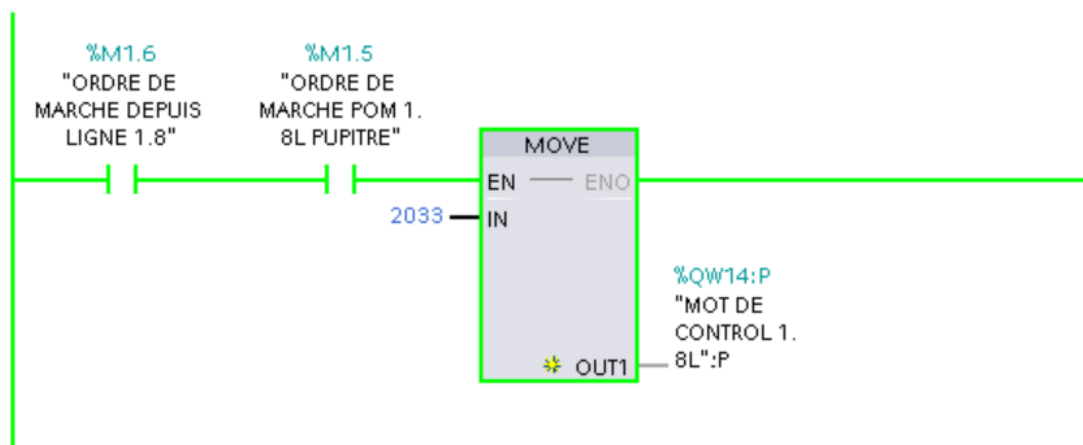 %M1.6
"ORDRE DE
MARCHE DEPUIS
LIGNE 1.8"
%M1.5
"ORDRE DE
MARCHE POM 1.
8L PUPITRE"
MOVE
EN
ENO
2033
IN
%QW14:P
"MOT DE
CONTROL 1.
8L":P
OUT1